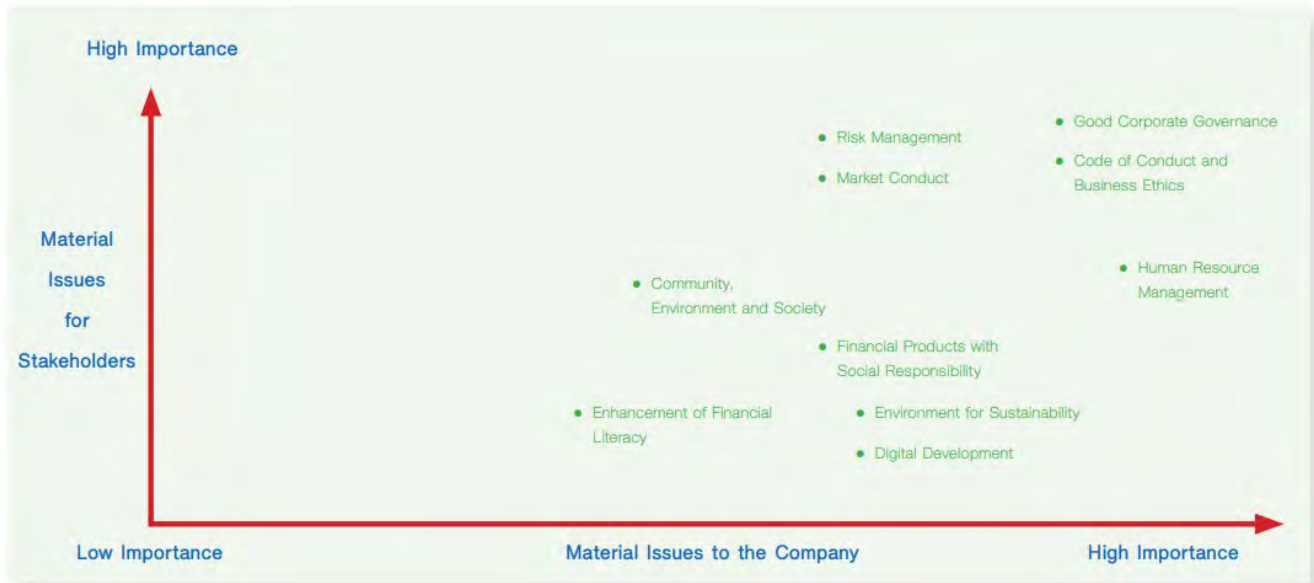 High Importance
• Good Corporate Governance
• Risk Management
• Code of Conduct and
Business Ethics
• Market Conduct
Material
Issues
for
Stakeholders
• Human Resource
Management
• Community,
Environment and Society
• Financial Products with
Social Responsibility
• Enhancement of Financial
Literacy
• Environment for Sustainability
• Digital Development
Low Importance
Material Issues to the Company
High Importance